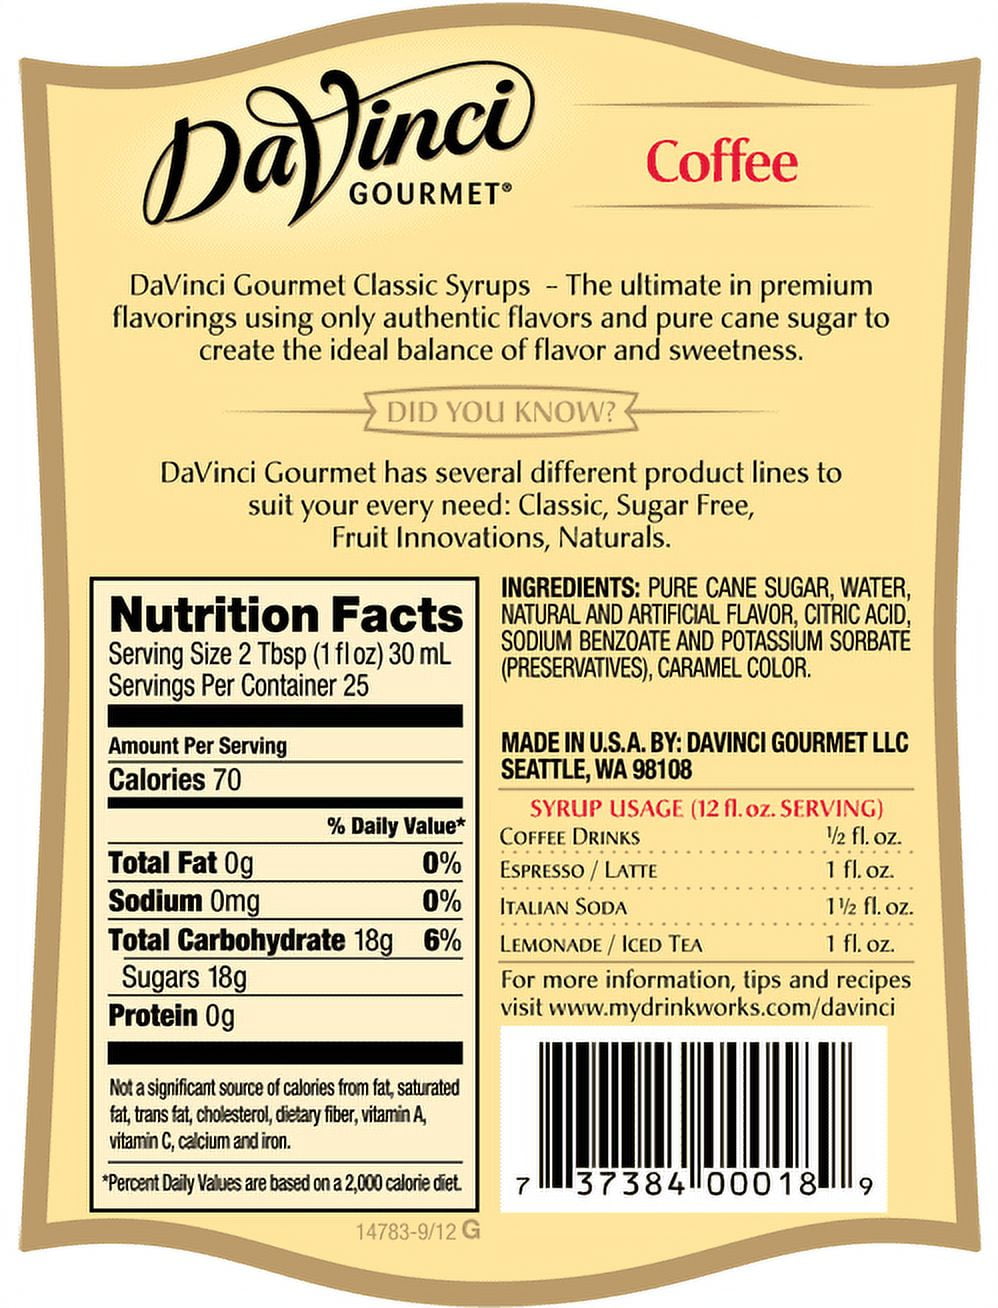 DaVinci
GOURMET®
Coffee
DaVinci Gourmet Classic Syrups – The ultimate in premium
flavorings using only authentic flavors and pure cane sugar to
create the ideal balance of flavor and sweetness.
DID YOU KNOW?
DaVinci Gourmet has several different product lines to
suit your every need: Classic, Sugar Free,
Fruit Innovations, Naturals.
Nutrition Facts
Serving Size 2 Tbsp (1 fl oz) 30 mL
Servings Per Container 25
Amount Per Serving
Calories 70
% Daily Value*
Total Fat 0g 0%
Sodium 0mg 0%
Total Carbohydrate 18g 6%
Sugars 18g
Protein 0g
Not a significant source of calories from fat, saturated
fat, trans fat, cholesterol, dietary fiber, vitamin A,
vitamin C, calcium and iron.
*Percent Daily Values are based on a 2,000 calorie diet.
14783-9/12 G
INGREDIENTS: PURE CANE SUGAR, WATER,
NATURAL AND ARTIFICIAL FLAVOR, CITRIC ACID,
SODIUM BENZOATE AND POTASSIUM SORBATE
(PRESERVATIVES), CARAMEL COLOR.
MADE IN U.S.A. BY: DAVINCI GOURMET LLC
SEATTLE, WA 98108
SYRUP USAGE (12 fl. oz. SERVING)
COFFEE DRINKS ½ fl. oz.
ESPRESSO / LATTE 1 fl. oz.
ITALIAN SODA 1 ½ fl. oz.
LEMONADE / ICED TEA 1 fl. oz.
For more information, tips and recipes
visit www.mydrinkworks.com/davinci
7 37384 00018 9